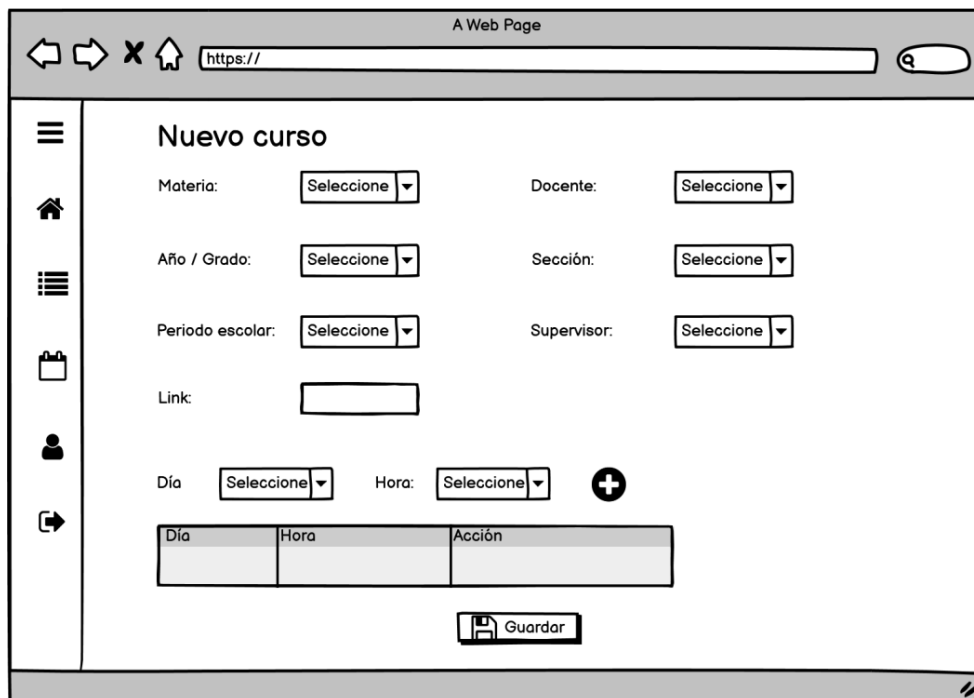 A Web Page
https://
Nuevo curso
Materia: Seleccione Docente: Seleccione
Año / Grado: Seleccione Sección: Seleccione
Periodo escolar: Seleccione Supervisor: Seleccione
Link:
Día Seleccione Hora: Seleccione
Día Hora Acción
Guardar